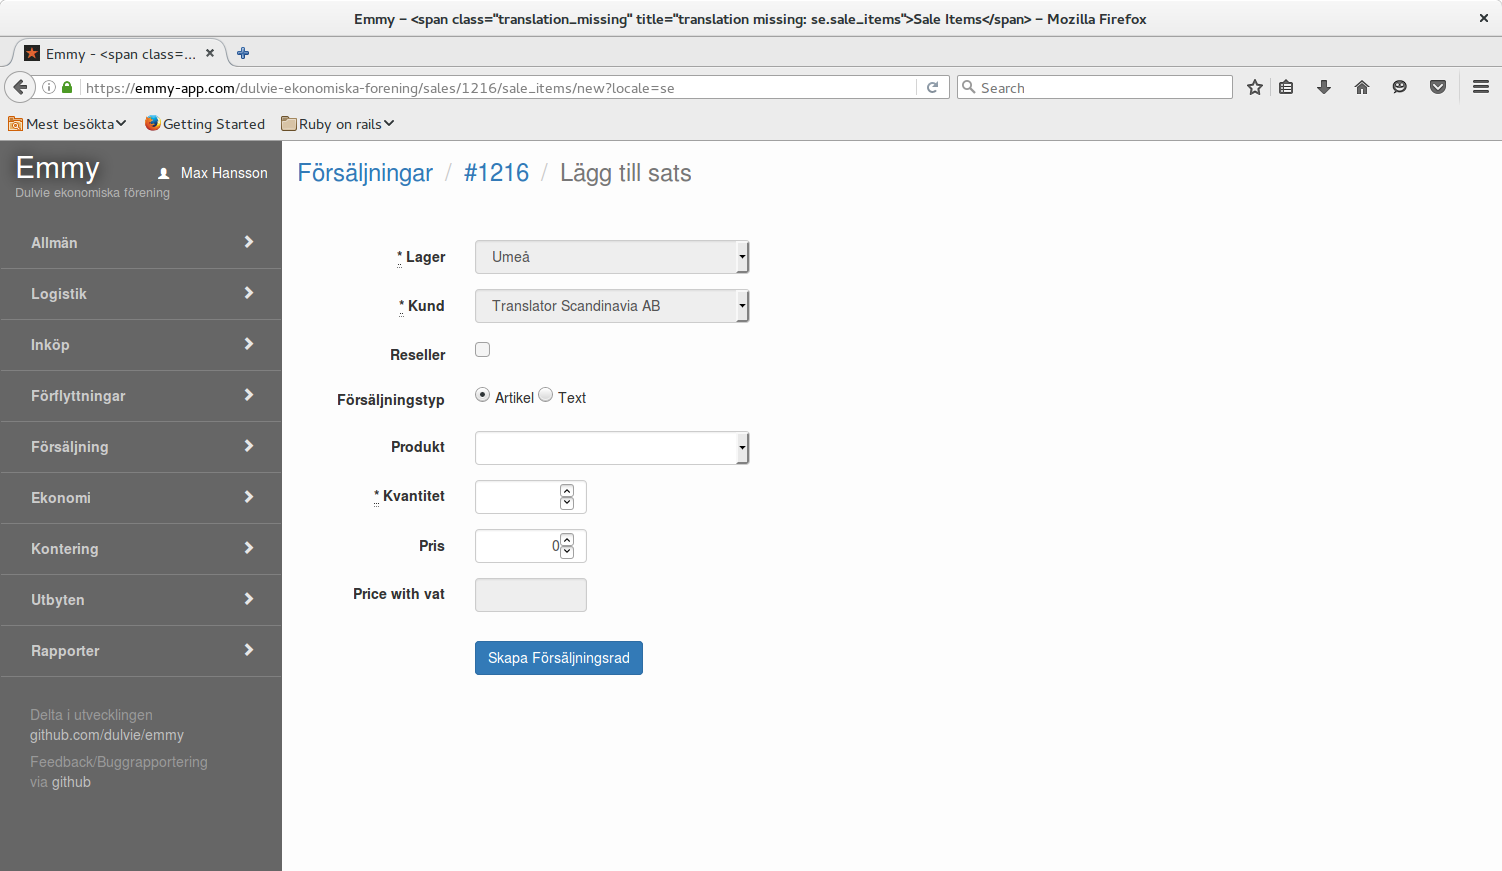 Emmy – <span class="translation_missing" title="translation missing: se.sale_items">Sale Items</span> – Mozilla Firefox
Emmy - <span class=...
https://emmy-app.com/dulvie-ekonomiska-forening/sales/1216/sale_items/new?locale=se
Search
Mest besökta
Getting Started
Ruby on rails
Emmy
Max Hansson
Dulvie ekonomiska förening
Allmän
Logistik
Inköp
Förflyttningar
Försäljning
Ekonomi
Kontering
Utbyten
Rapporter
Delta i utvecklingen
github.com/dulvie/emmy
Feedback/Buggrapportering
via github
Försäljningar / #1216 / Lägg till sats
* Lager
Umeå
* Kund
Translator Scandinavia AB
Reseller
Försäljningstyp
Artikel Text
Produkt
* Kvantitet
Pris
0
Price with vat
Skapa Försäljningsrad